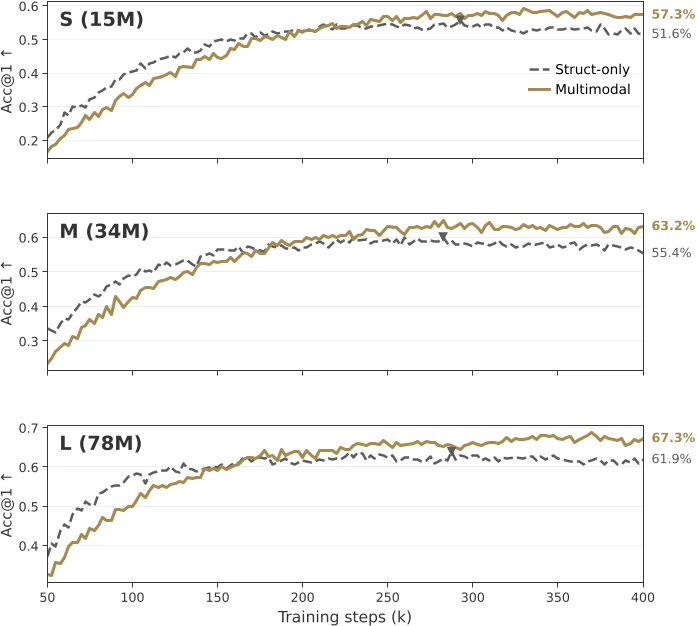 S (15M)
Acc@1 ↑
0.6
0.5
0.4
0.3
0.2
57.3%
51.6%
Struct-only
Multimodal
M (34M)
Acc@1 ↑
0.6
0.5
0.4
0.3
63.2%
55.4%
L (78M)
Acc@1 ↑
0.7
0.6
0.5
0.4
67.3%
61.9%
50 100 150 200 250 300 350 400
Training steps (k)